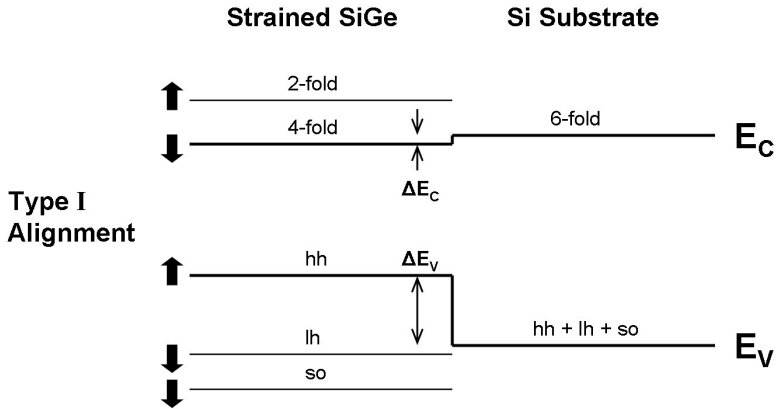 Strained SiGe
Si Substrate
2-fold
4-fold
6-fold
E_C
ΔE_C
Type I
Alignment
hh
ΔE_V
lh
hh + lh + so
E_V
so